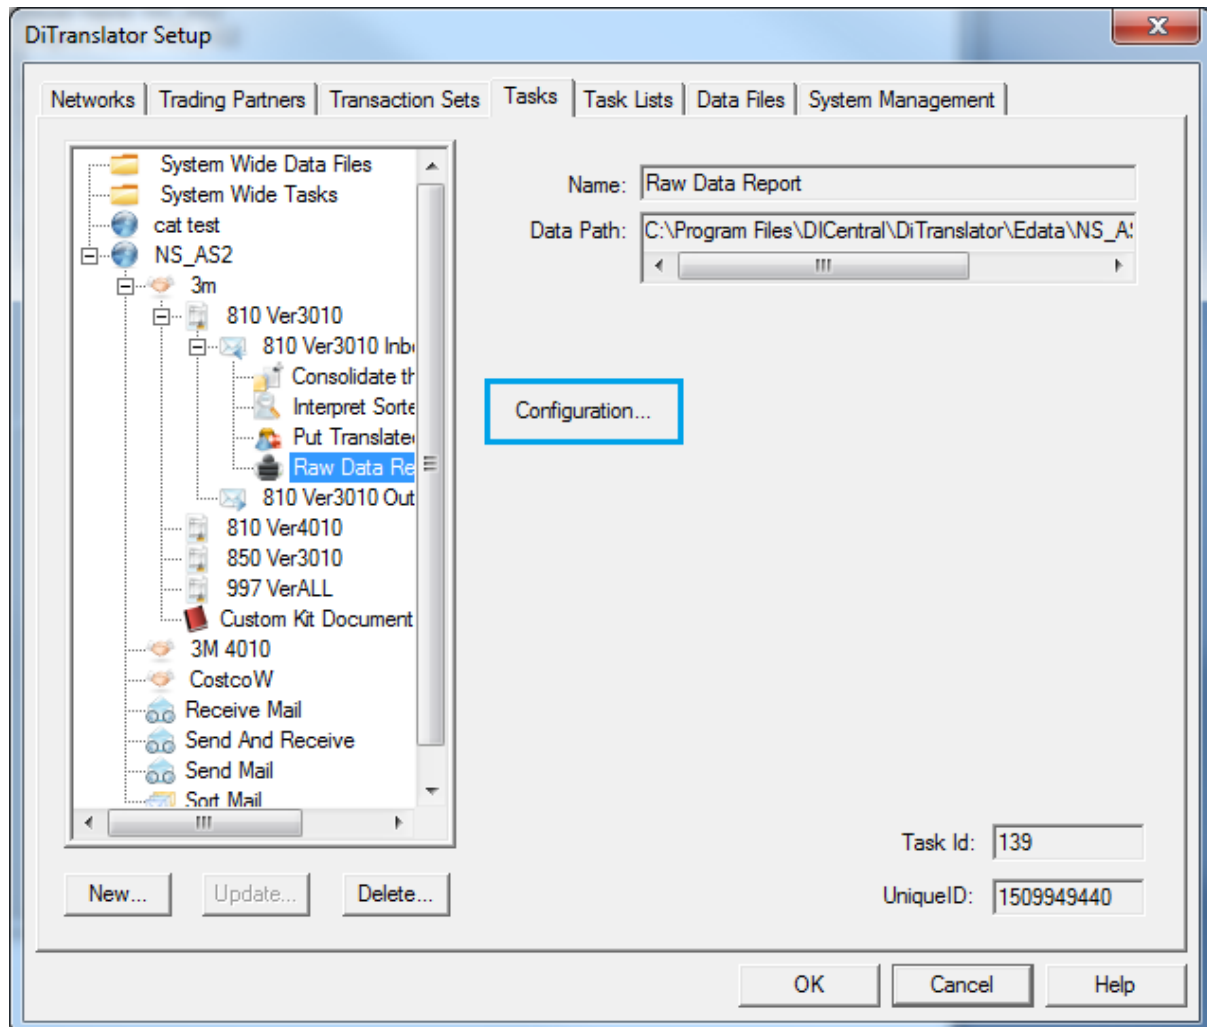 DiTranslator Setup
x
Networks Trading Partners Transaction Sets Tasks Task Lists Data Files System Management
System Wide Data Files
System Wide Tasks
cat test
NS_AS2
3m
810 Ver3010
810 Ver3010 Inb
Consolidate th
Interpret Sorte
Put Translate
Raw Data Re
810 Ver3010 Out
810 Ver4010
850 Ver3010
997 VerALL
Custom Kit Document
3M 4010
CostcoW
Receive Mail
Send And Receive
Send Mail
Sort Mail
New... Update... Delete...
Name: Raw Data Report
Data Path: C:\Program Files\DICentral\DiTranslator\Edata\NS_A
Configuration...
Task Id: 139
UniqueID: 1509949440
OK Cancel Help